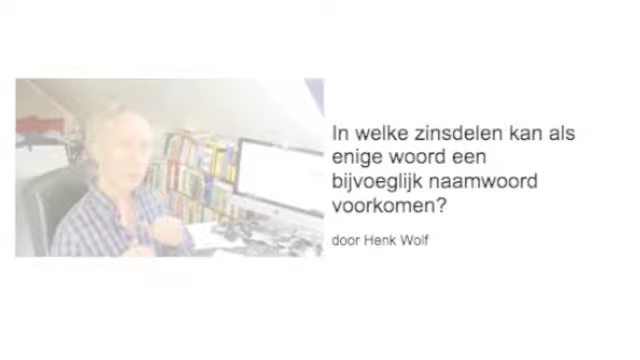 In welke zinsdelen kan als
enige woord een
bijvoeglijk naamwoord
voorkomen?
door Henk Wolf